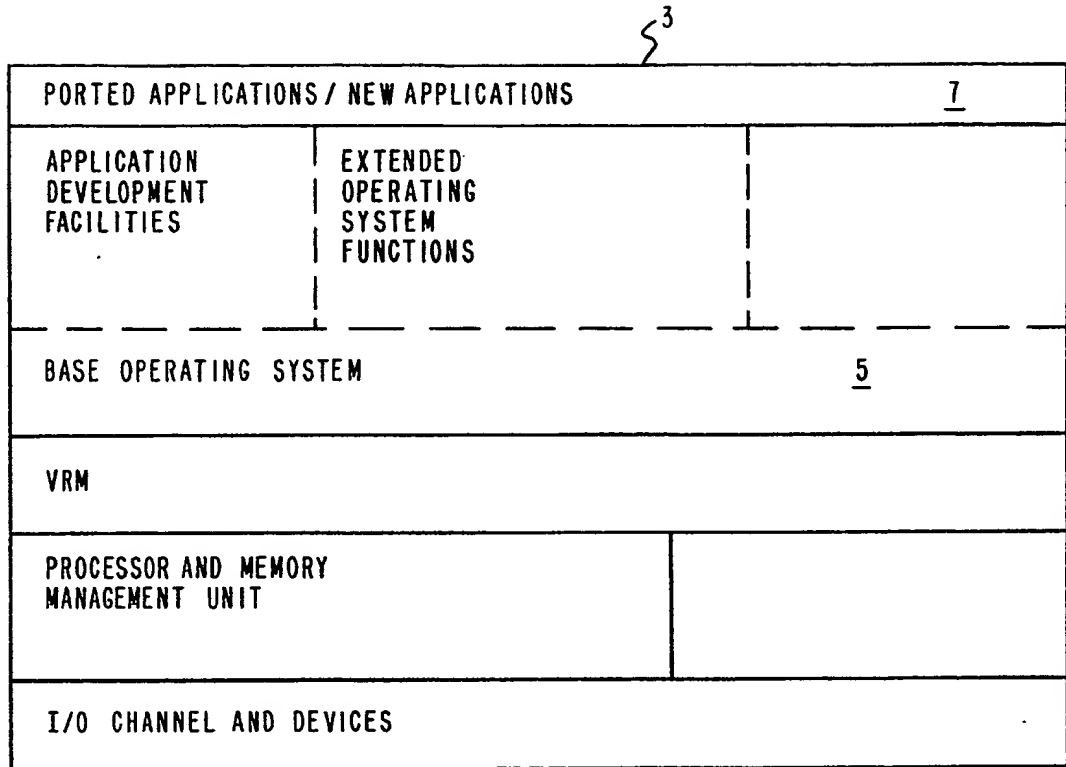 3
PORTED APPLICATIONS / NEW APPLICATIONS 7
APPLICATION
DEVELOPMENT
FACILITIES
EXTENDED
OPERATING
SYSTEM
FUNCTIONS
BASE OPERATING SYSTEM 5
VRM
PROCESSOR AND MEMORY
MANAGEMENT UNIT
I/O CHANNEL AND DEVICES